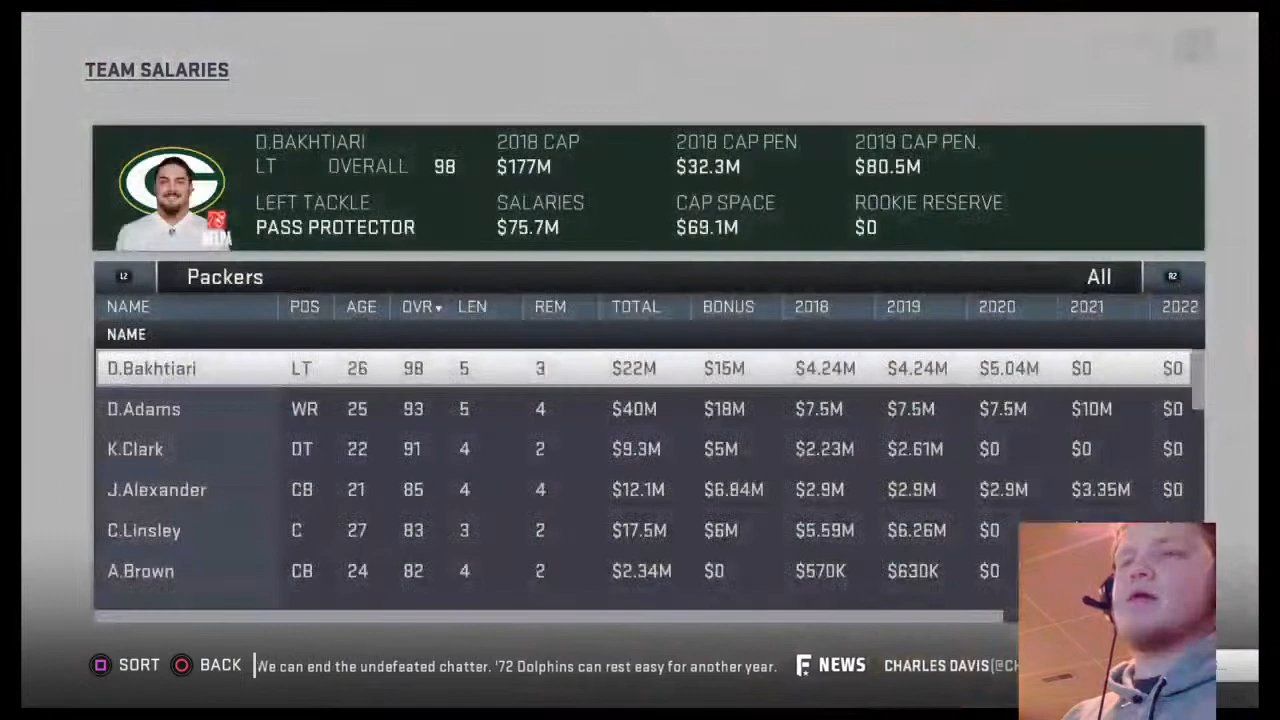 TEAM SALARIES
D.BAKHTIARI 2018 CAP 2018 CAP PEN 2019 CAP PEN.
LT OVERALL 98 $177M $32.3M $80.5M
LEFT TACKLE SALARIES CAP SPACE ROOKIE RESERVE
PASS PROTECTOR $75.7M $69.1M $0
L2 Packers All R2
NAME POS AGE OVR LEN REM TOTAL BONUS 2018 2019 2020 2021 2022
NAME
D.Bakhtiari LT 26 98 5 3 $22M $15M $4.24M $4.24M $5.04M $0 $0
D.Adams WR 25 93 5 4 $40M $18M $7.5M $7.5M $7.5M $10M $0
K.Clark DT 22 91 4 2 $9.3M $5M $2.23M $2.61M $0 $0 $0
J.Alexander CB 21 85 4 4 $12.1M $6.84M $2.9M $2.9M $2.9M $3.35M $0
C.Linsley C 27 83 3 2 $17.5M $6M $5.59M $6.26M $0
A.Brown CB 24 82 4 2 $2.34M $0 $570K $630K $0
SORT BACK We can end the undefeated chatter. '72 Dolphins can rest easy for another year. NEWS CHARLES DAVIS(@CH